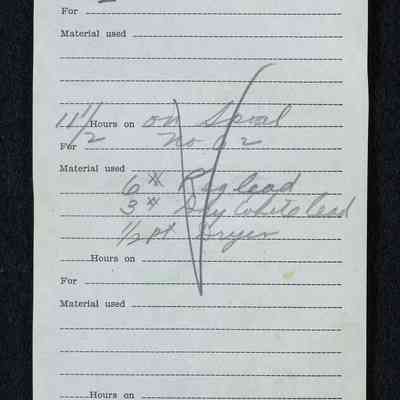 For
Material used
11 1/2 Hours on on Spool
For No 62
Material used
6 # Red lead
3 # Dry White lead
1/2 pt Dryer
Hours on
For
Material used
Hours on